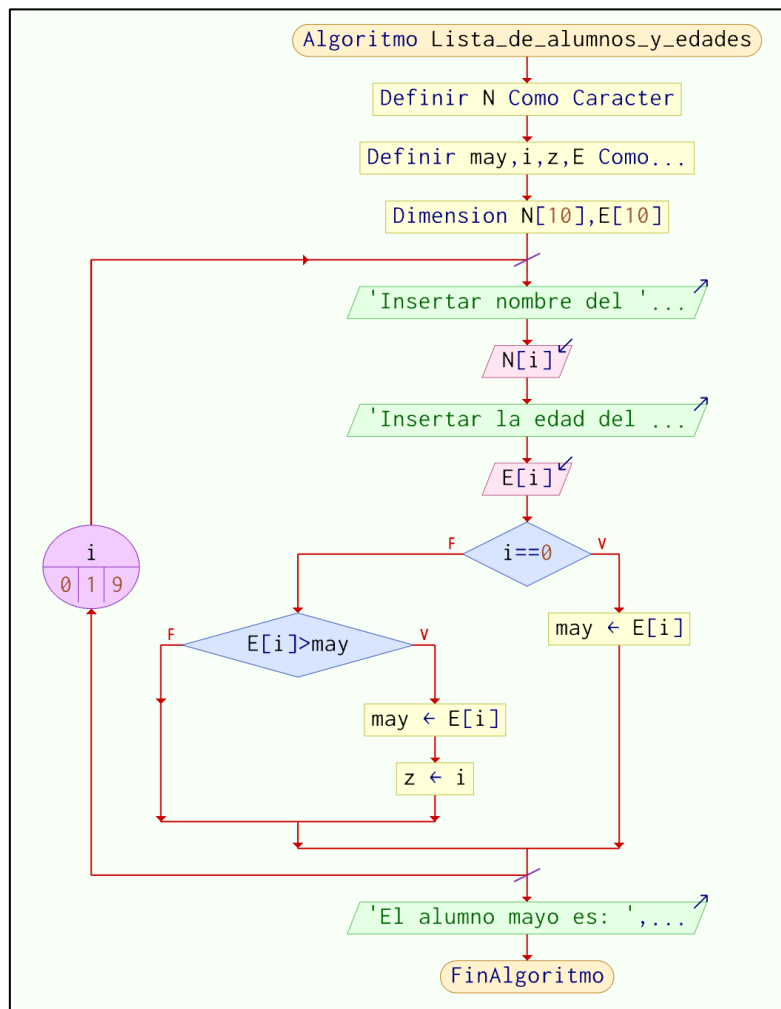 Algoritmo Lista_de_alumnos_y_edades
Definir N Como Caracter
Definir may,i,z,E Como...
Dimension N[10],E[10]
'Insertar nombre del '...
N[i]
'Insertar la edad del ...
E[i]
i
0 1 9
F
i==0
V
F
E[i]>may
V
may ← E[i]
may ← E[i]
z ← i
'El alumno mayo es: ',...
FinAlgoritmo